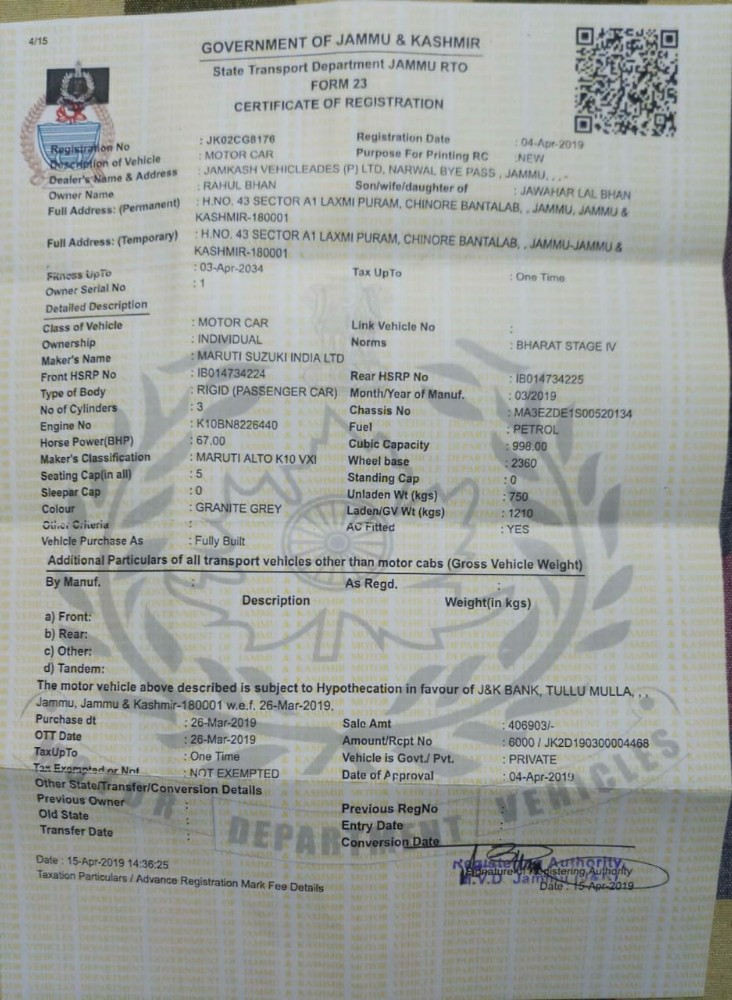 4/15
GOVERNMENT OF JAMMU & KASHMIR
State Transport Department JAMMU RTO
FORM 23
CERTIFICATE OF REGISTRATION
Registration No : JK02CG8176 Registration Date : 04-Apr-2019
Description of Vehicle : MOTOR CAR Purpose For Printing RC : NEW
Dealer's Name & Address : JAMKASH VEHICLEADES (P) LTD, NARWAL BYE PASS , JAMMU, , , -
Owner Name : RAHUL BHAN Son/wife/daughter of : JAWAHAR LAL BHAN
Full Address: (Permanent) : H.NO. 43 SECTOR A1 LAXMI PURAM, CHINORE BANTALAB, , JAMMU, JAMMU &
KASHMIR-180001
Full Address: (Temporary) : H.NO. 43 SECTOR A1 LAXMI PURAM, CHINORE BANTALAB, , JAMMU-JAMMU &
KASHMIR-180001
Fitness UpTo : 03-Apr-2034 Tax UpTo : One Time
Owner Serial No : 1
Detailed Description
Class of Vehicle : MOTOR CAR Link Vehicle No :
Ownership : INDIVIDUAL Norms : BHARAT STAGE IV
Maker's Name : MARUTI SUZUKI INDIA LTD
Front HSRP No : IB014734224 Rear HSRP No : IB014734225
Type of Body : RIGID (PASSENGER CAR) Month/Year of Manuf. : 03/2019
No of Cylinders : 3 Chassis No : MA3EZDE1S00520134
Engine No : K10BN8226440 Fuel : PETROL
Horse Power(BHP) : 67.00 Cubic Capacity : 998.00
Maker's Classification : MARUTI ALTO K10 VXI Wheel base : 2360
Seating Cap(in all) : 5 Standing Cap : 0
Sleepar Cap : 0 Unladen Wt (kgs) : 750
Colour : GRANITE GREY Laden/GV Wt (kgs) : 1210
Other Criteria : AC Fitted : YES
Vehicle Purchase As : Fully Built
Additional Particulars of all transport vehicles other than motor cabs (Gross Vehicle Weight)
By Manuf. : As Regd. :
Description Weight(in kgs)
a) Front:
b) Rear:
c) Other:
d) Tandem:
The motor vehicle above described is subject to Hypothecation in favour of J&K BANK, TULLU MULLA, , ,
Jammu, Jammu & Kashmir-180001 w.e.f. 26-Mar-2019.
Purchase dt : 26-Mar-2019 Sale Amt : 406903/-
OTT Date : 26-Mar-2019 Amount/Rcpt No : 6000 / JK2D190300004468
TaxUpTo : One Time Vehicle is Govt./ Pvt. : PRIVATE
Tax Exempted or Not : NOT EXEMPTED Date of Approval : 04-Apr-2019
Other State/Transfer/Conversion Details
Previous Owner : Previous RegNo :
Old State : Entry Date :
Transfer Date : Conversion Date
DEPARTMENT VEHICLES
Date : 15-Apr-2019 14:36:25
Registering Authority
Signature of Registering Authority
M.V.D Jammu (J&K)
Taxation Particulars / Advance Registration Mark Fee Details
Date : 15-Apr-2019